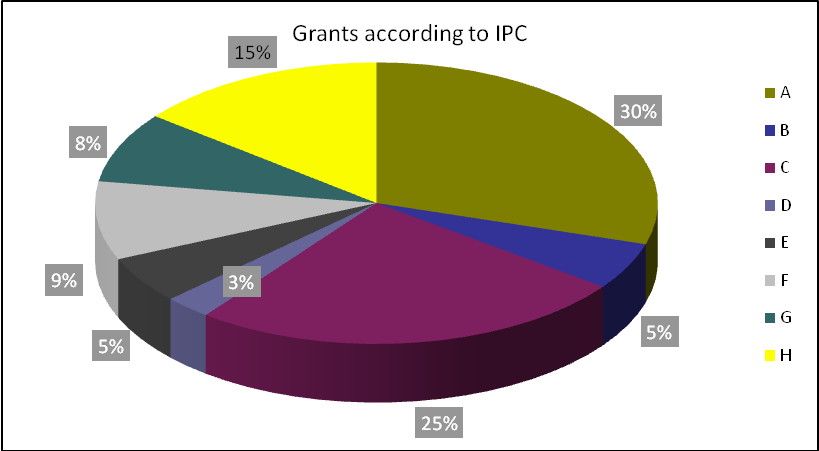 Grants according to IPC
15%
30%
8%
9%
3%
5%
5%
25%
A
B
C
D
E
F
G
H